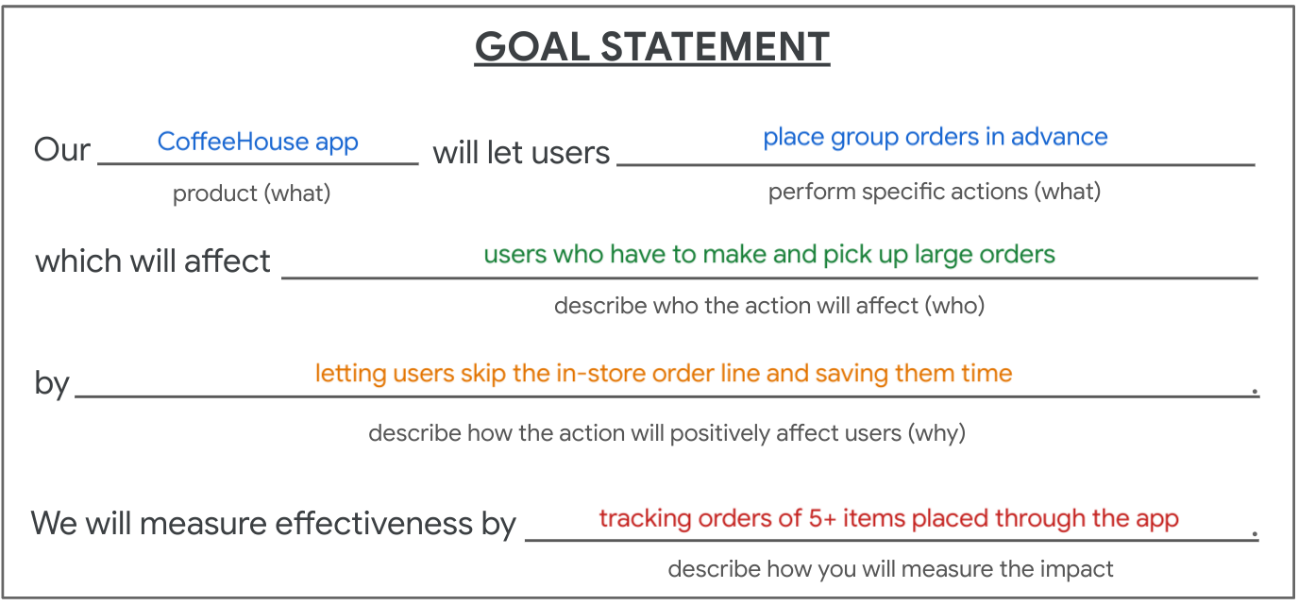 GOAL STATEMENT
Our CoffeeHouse app will let users place group orders in advance
product (what) perform specific actions (what)
which will affect users who have to make and pick up large orders
describe who the action will affect (who)
by letting users skip the in-store order line and saving them time.
describe how the action will positively affect users (why)
We will measure effectiveness by tracking orders of 5+ items placed through the app.
describe how you will measure the impact